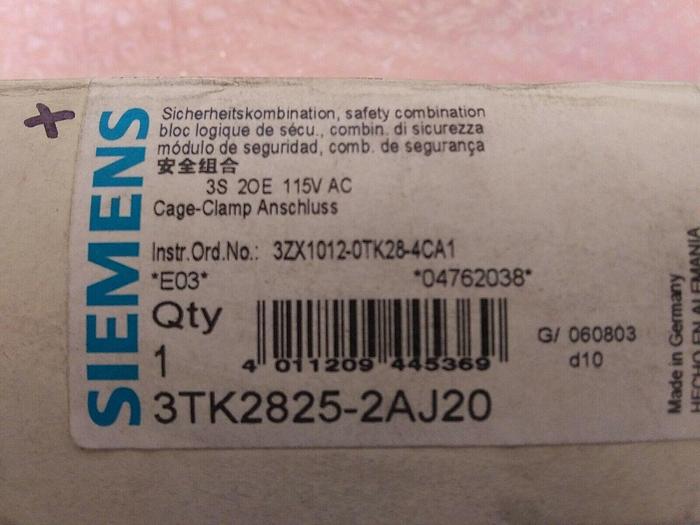 SIEMENS
Sicherheitskombination, safety combination
bloc logique de sécu., combin. di sicurezza
módulo de seguridad, comb. de segurança
安全组合
3S 2OE 115V AC
Cage-Clamp Anschluss
Instr.Ord.No.: 3ZX1012-0TK28-4CA1
*E03* *04762038*
Qty
1
4 011209 445369
G/ 060803
d10
3TK2825-2AJ20
Made in Germany
HECHO EN ALEMANIA